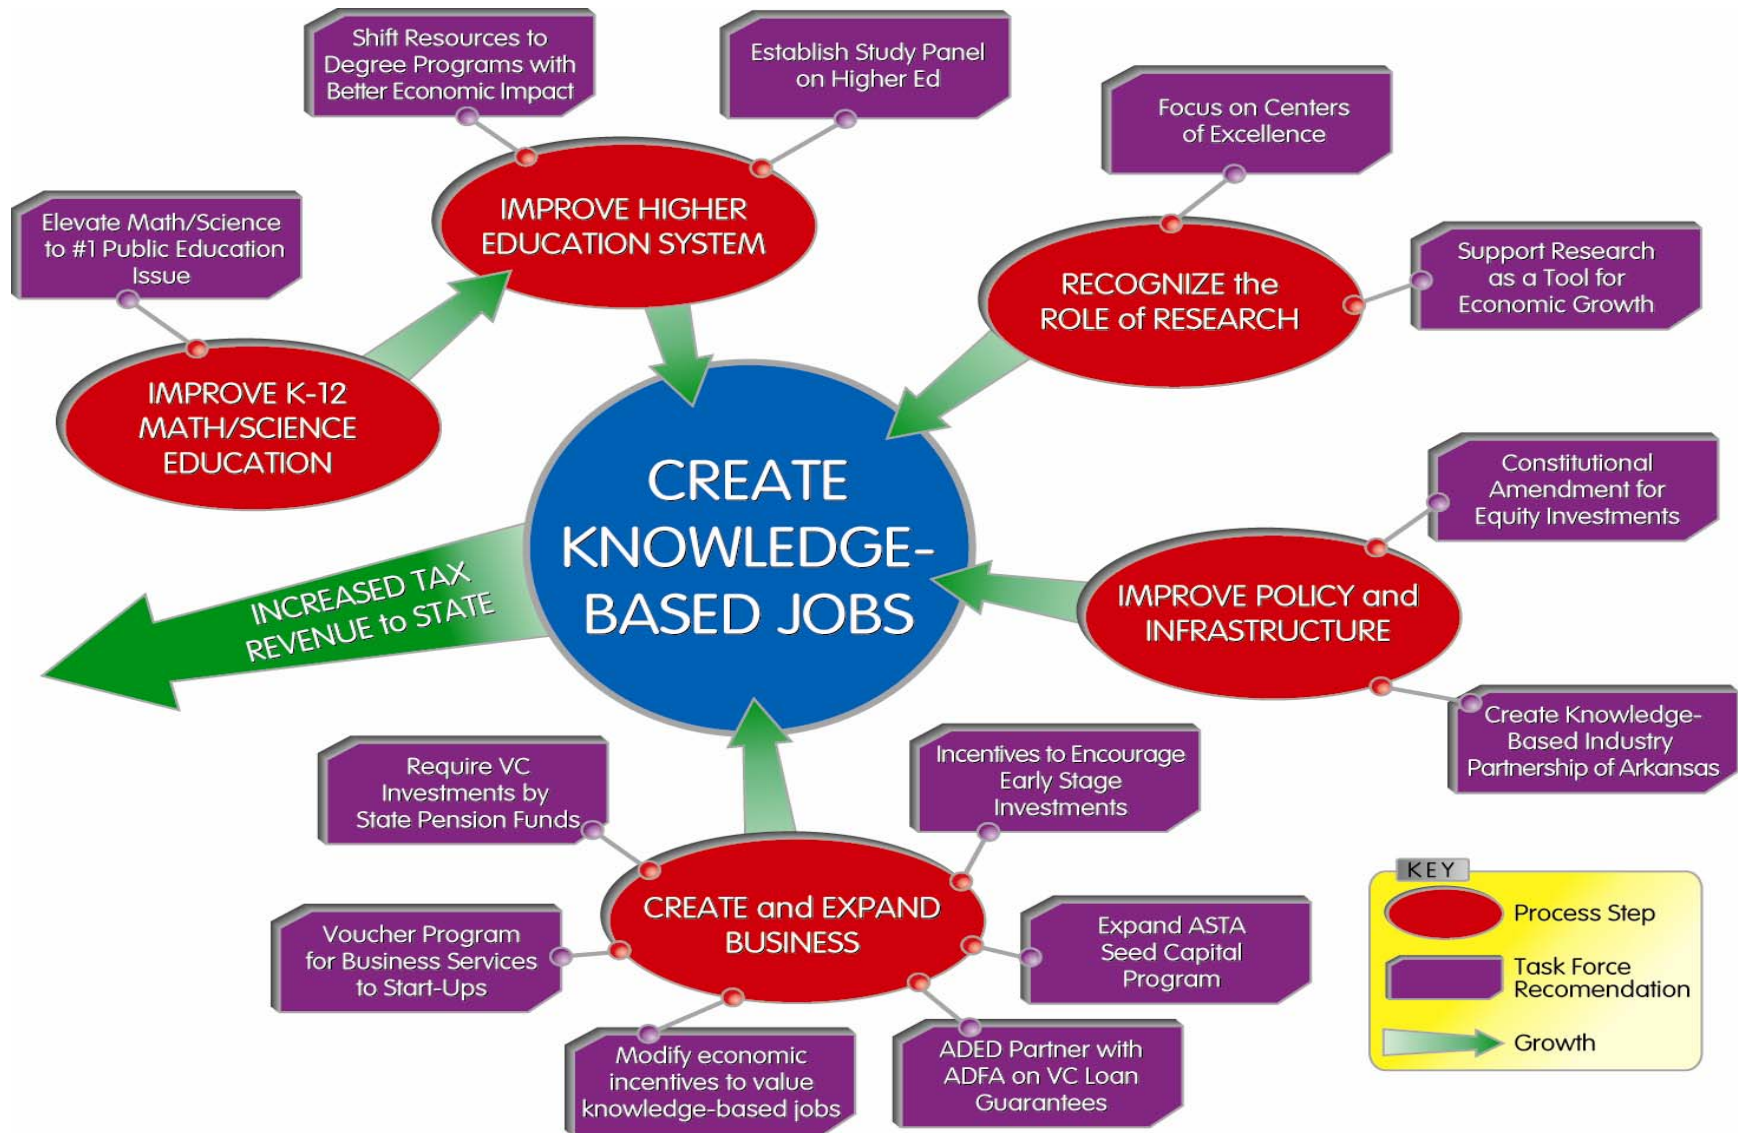 Shift Resources to
Degree Programs with
Better Economic Impact
Establish Study Panel
on Higher Ed
Focus on Centers
of Excellence
Elevate Math/Science
to #1 Public Education
Issue
IMPROVE HIGHER
EDUCATION SYSTEM
Support Research
as a Tool for
Economic Growth
RECOGNIZE the
ROLE of RESEARCH
IMPROVE K-12
MATH/SCIENCE
EDUCATION
CREATE
KNOWLEDGE-
BASED JOBS
Constitutional
Amendment for
Equity Investments
IMPROVE POLICY and
INFRASTRUCTURE
INCREASED TAX
REVENUE to STATE
Create Knowledge-
Based Industry
Partnership of Arkansas
Require VC
Investments by
State Pension Funds
Incentives to Encourage
Early Stage
Investments
CREATE and EXPAND
BUSINESS
Voucher Program
for Business Services
to Start-Ups
Expand ASTA
Seed Capital
Program
Modify economic
incentives to value
knowledge-based jobs
ADED Partner with
ADFA on VC Loan
Guarantees
KEY
Process Step
Task Force
Recomendation
Growth